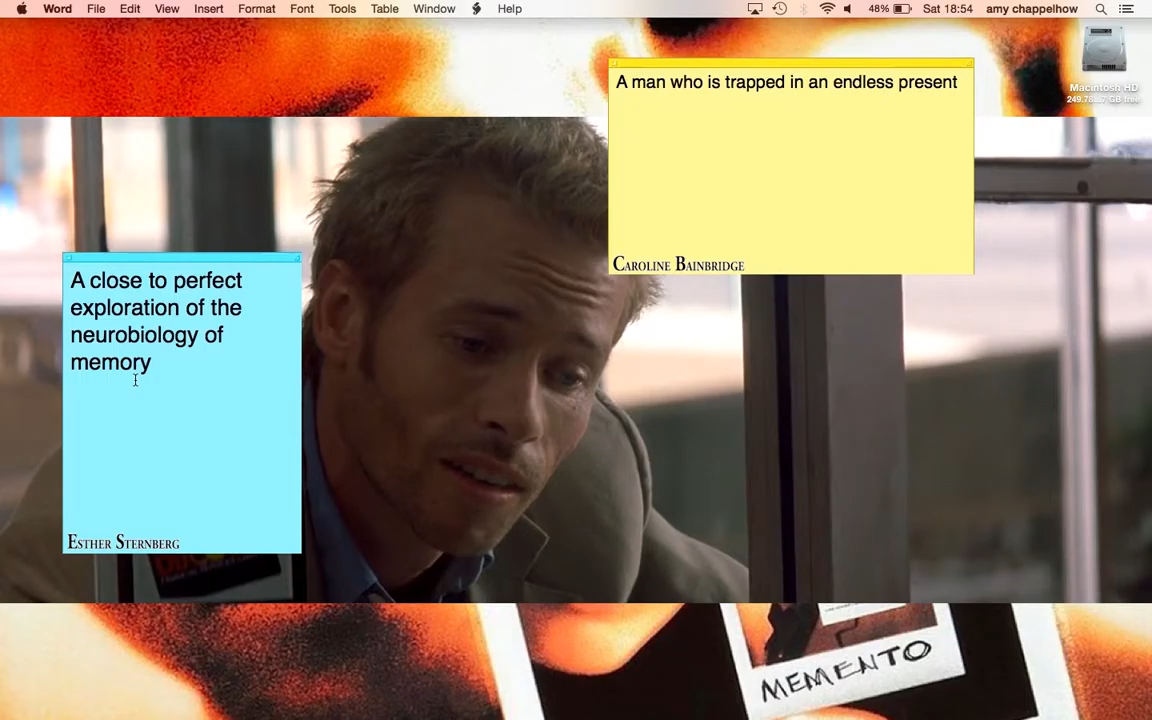 Word File Edit View Insert Format Font Tools Table Window Help 48% Sat 18:54 amy chappelhow
A man who is trapped in an endless present
Macintosh HD
CAROLINE BAINBRIDGE
A close to perfect
exploration of the
neurobiology of
memory
ESTHER STERNBERG
MEMENTO